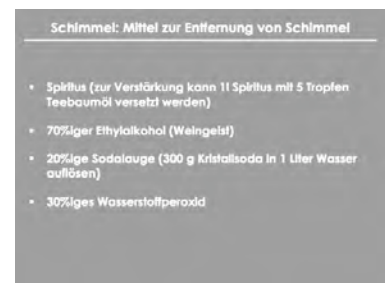 Schimmel: Mittel zur Entfernung von Schimmel
• Spiritus (zur Verstärkung kann 1l Spiritus mit 5 Tropfen
Teebaumöl versetzt werden)
• 70%iger Ethylalkohol (Weingeist)
• 20%ige Sodalauge (300 g Kristallsoda in 1 Liter Wasser
auflösen)
• 30%iges Wasserstoffperoxid